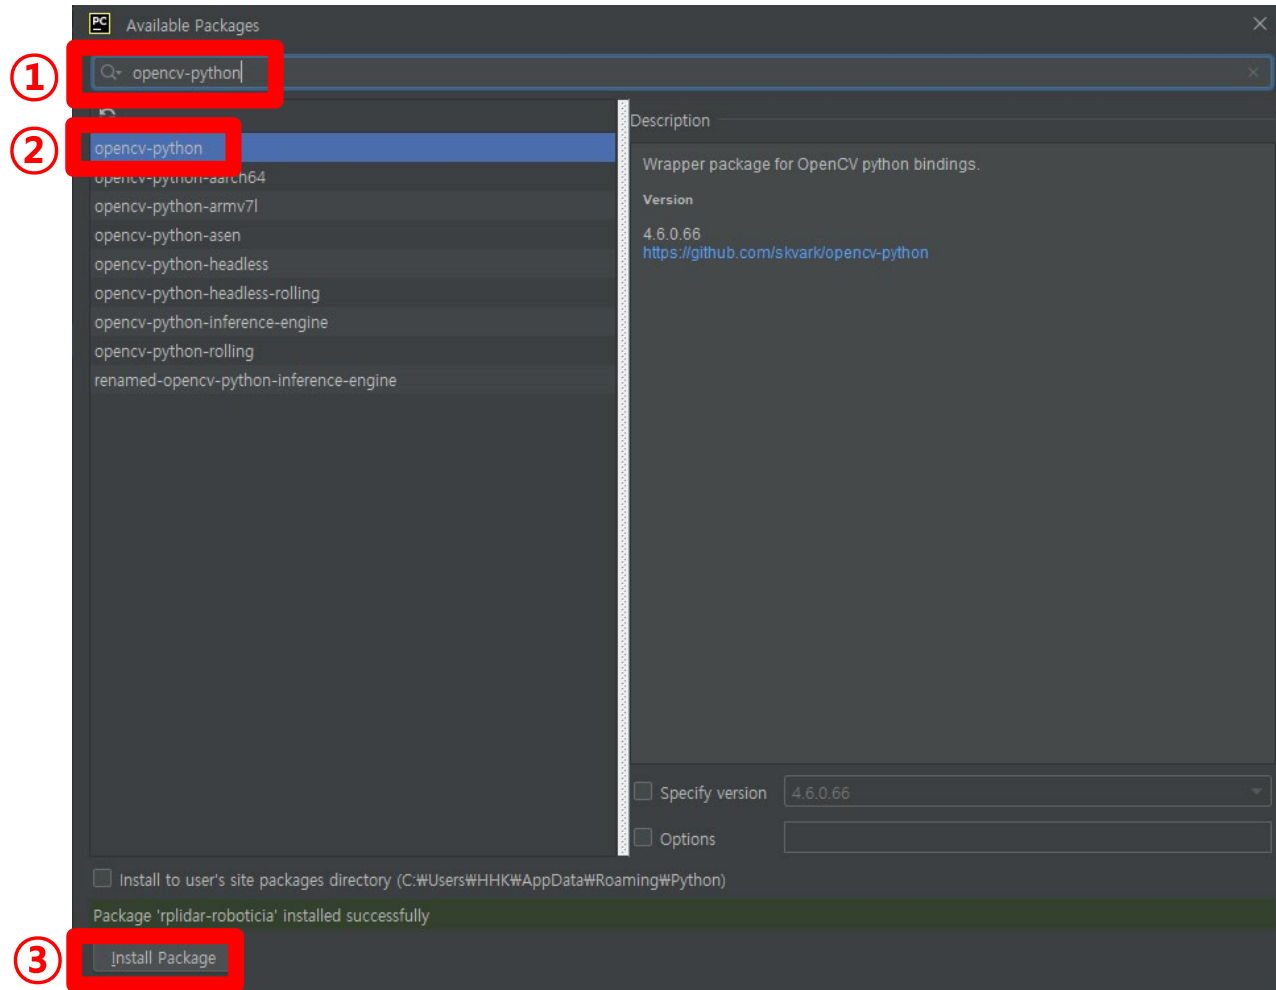 PC Available Packages
① opencv-python
② opencv-python
opencv-python-aarch64
opencv-python-armv7l
opencv-python-asen
opencv-python-headless
opencv-python-headless-rolling
opencv-python-inference-engine
opencv-python-rolling
renamed-opencv-python-inference-engine
Description
Wrapper package for OpenCV python bindings.
Version
4.6.0.66
https://github.com/skvark/opencv-python
Specify version 4.6.0.66
Options
Install to user's site packages directory (C:₩Users₩HHK₩AppData₩Roaming₩Python)
Package 'rplidar-roboticia' installed successfully
③ Install Package